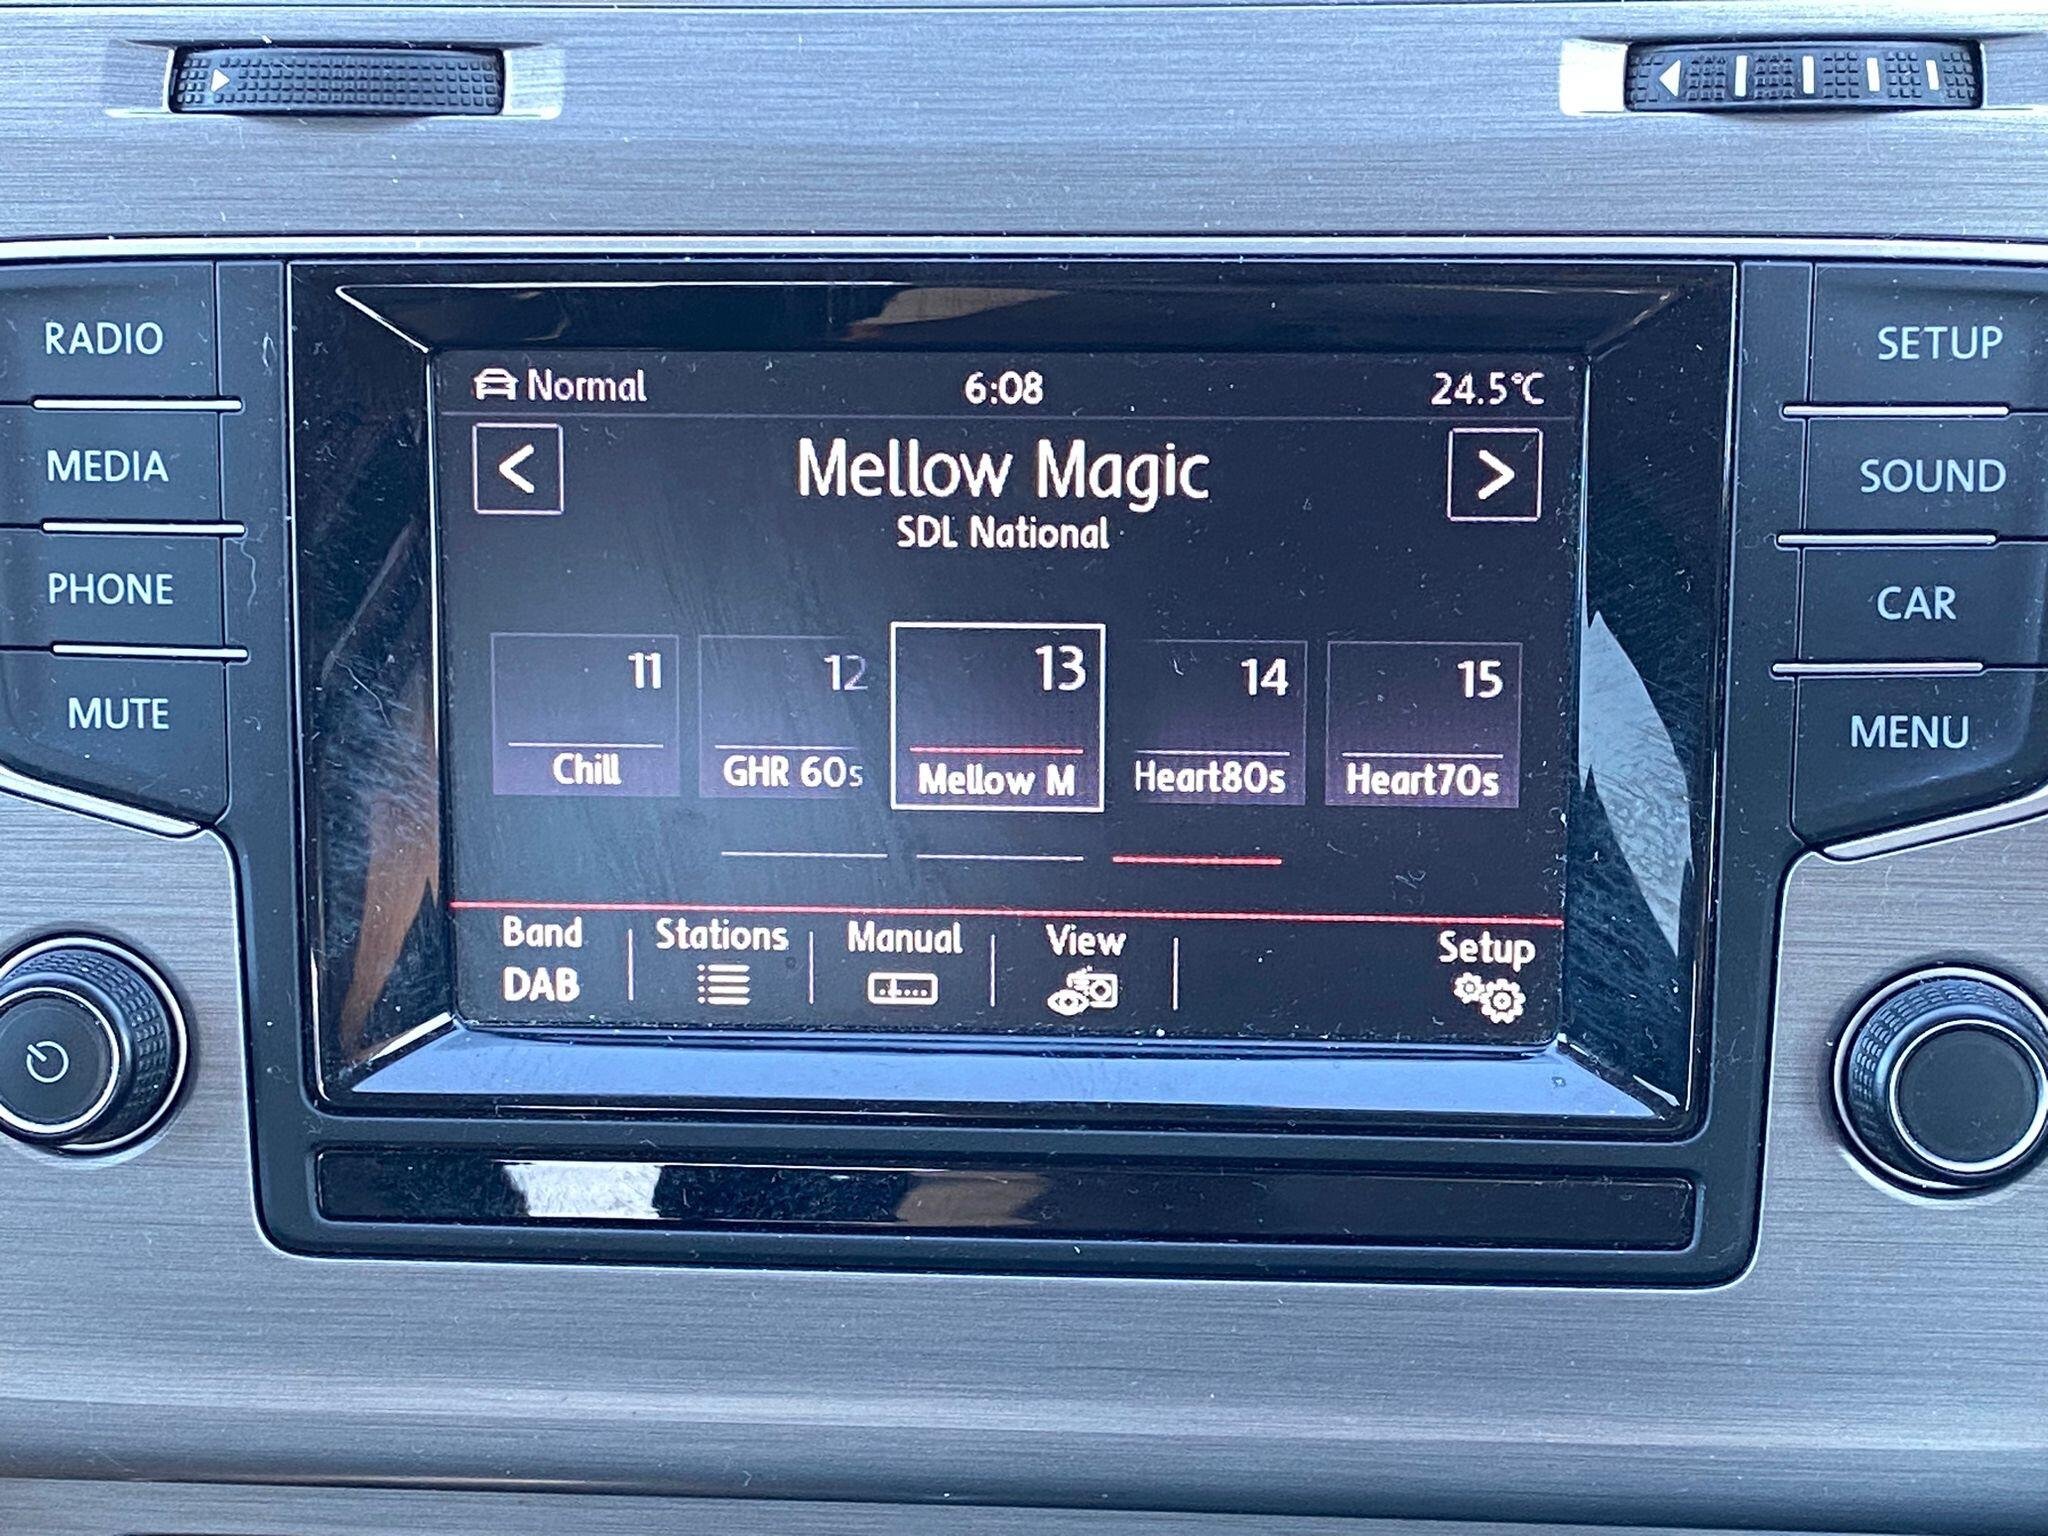 RADIO
MEDIA
PHONE
MUTE
Normal 6:08 24.5°C
< Mellow Magic >
SDL National
11 12 13 14 15
Chill GHR 60s Mellow M Heart80s Heart70s
Band Stations Manual View Setup
DAB
SETUP
SOUND
CAR
MENU